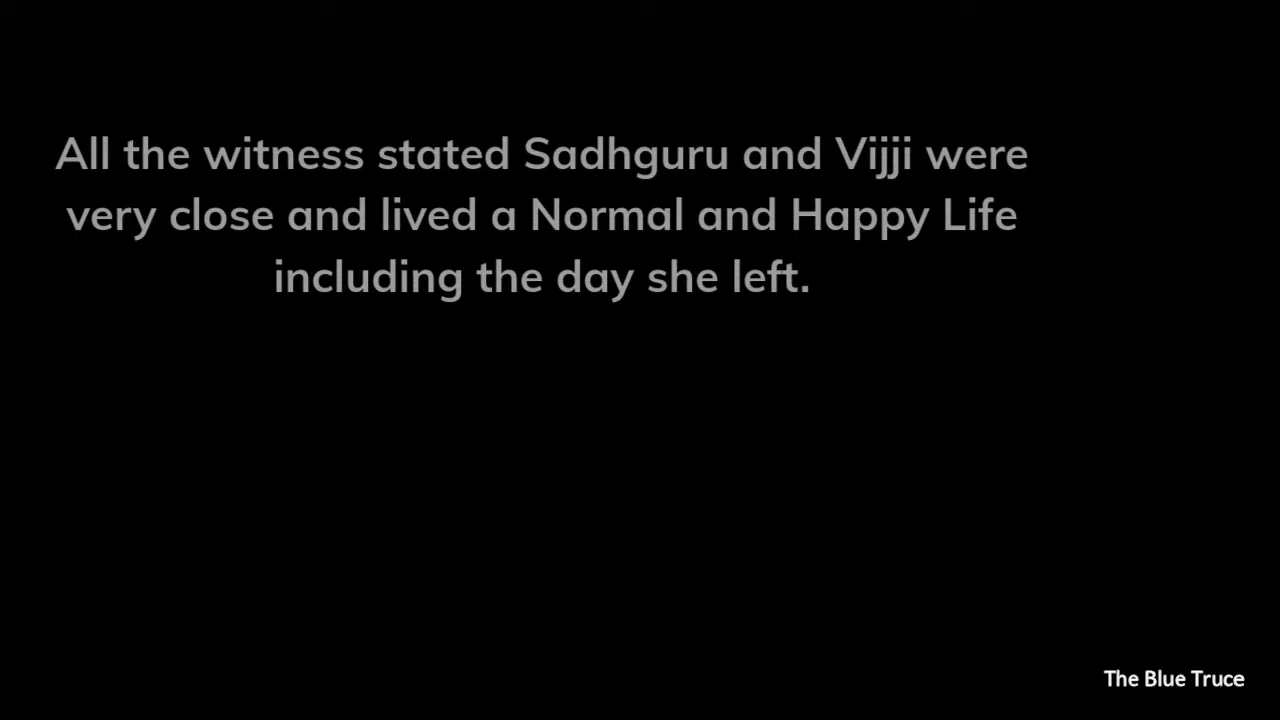 All the witness stated Sadhguru and Vijji were
very close and lived a Normal and Happy Life
including the day she left.
The Blue Truce